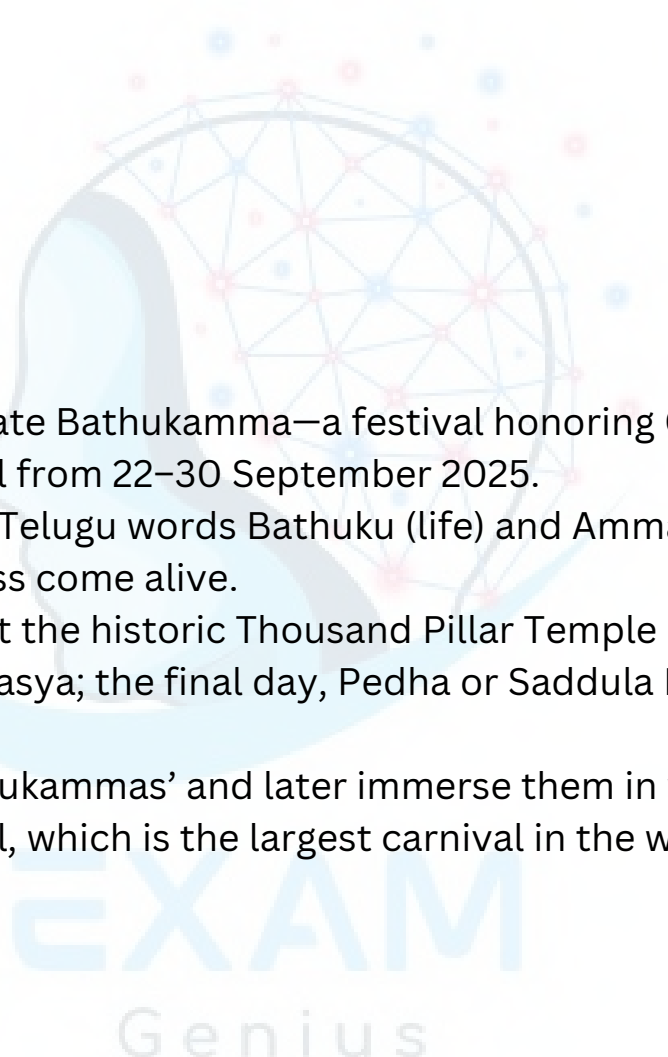 ate Bathukamma—a festival honoring
l from 22–30 September 2025.
Telugu words Bathuku (life) and Amma
ss come alive.
t the historic Thousand Pillar Temple
asya; the final day, Pedha or Saddula
ukammas’ and later immerse them in
l, which is the largest carnival in the w
EXAM
Genius